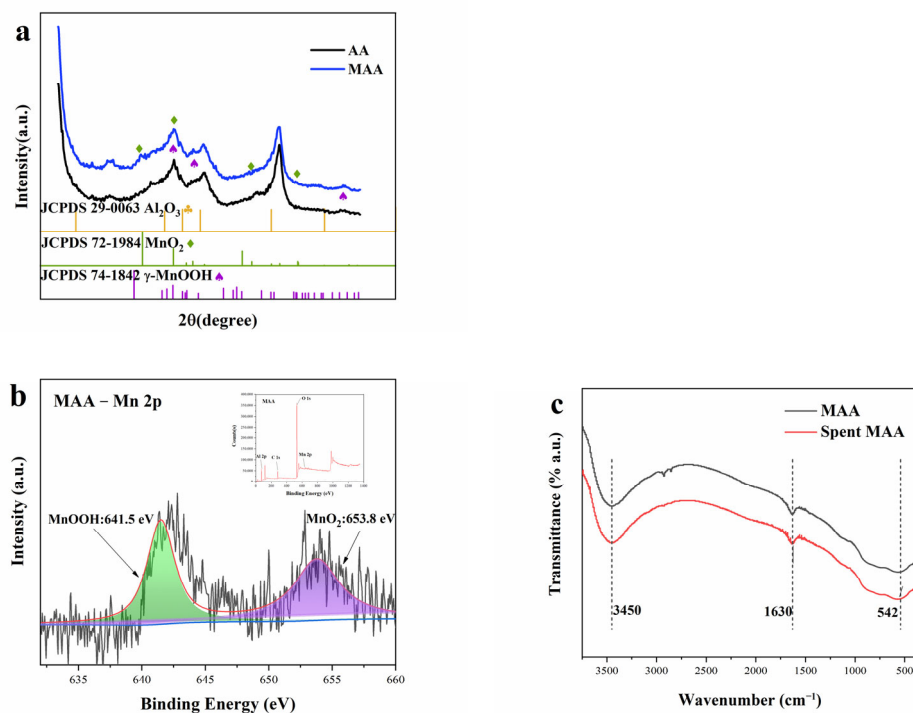 a
AA
MAA
Intensity(a.u.)
JCPDS 29-0063 Al₂O₃
JCPDS 72-1984 MnO₂
JCPDS 74-1842 γ-MnOOH
2θ(degree)
b
MAA – Mn 2p
MnOOH:641.5 eV
MnO₂:653.8 eV
Intensity (a.u.)
635 640 645 650 655 660
Binding Energy (eV)
MAA
O 1s
Al 2p
C 1s
Mn 2p
Count(s)
Binding Energy (eV)
c
MAA
Spent MAA
Transmittance (% a.u.)
3450
1630
542
3500 3000 2500 2000 1500 1000 500
Wavenumber (cm⁻¹)